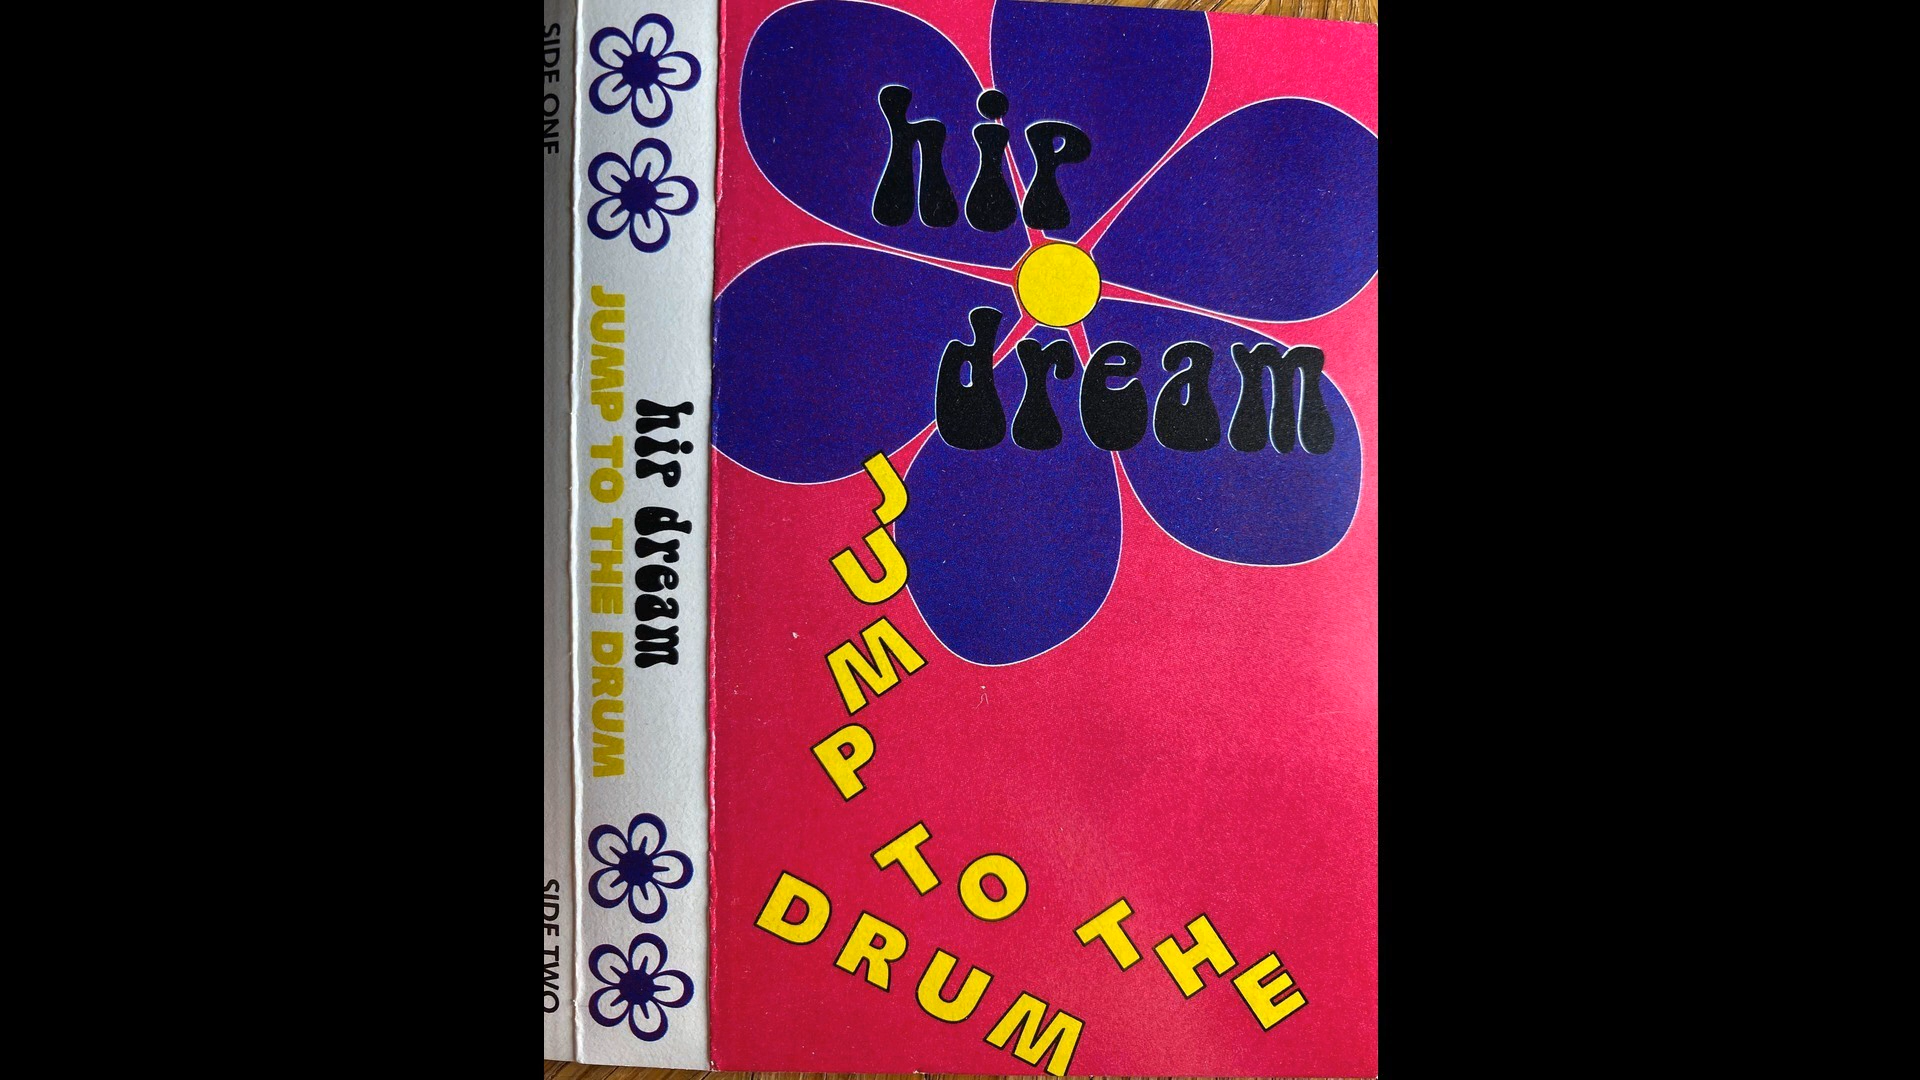 SIDE ONE
SIDE TWO
hip dream
JUMP TO THE DRUM
hip
dream
JUMP
TO THE
DRUM